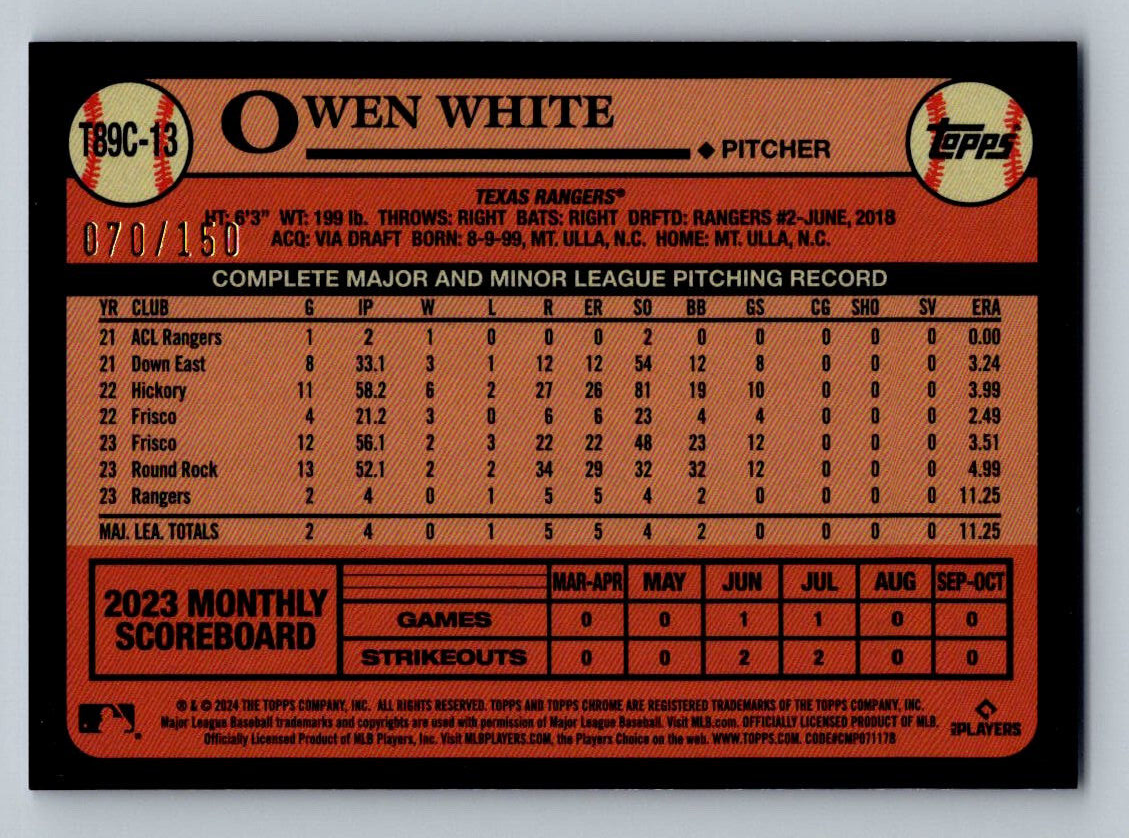 T89C-13
OWEN WHITE
PITCHER
TOPPS
TEXAS RANGERS®
HT: 6'3" WT: 199 lb. THROWS: RIGHT BATS: RIGHT DRFTD: RANGERS #2-JUNE, 2018
ACQ: VIA DRAFT BORN: 8-9-99, MT. ULLA, N.C. HOME: MT. ULLA, N.C.
070/150
COMPLETE MAJOR AND MINOR LEAGUE PITCHING RECORD
YR CLUB G IP W L R ER SO BB GS CG SHO SV ERA
21 ACL Rangers 1 2 1 0 0 0 2 0 0 0 0 0 0.00
21 Down East 8 33.1 3 1 12 12 54 12 8 0 0 0 3.24
22 Hickory 11 58.2 6 2 27 26 81 19 10 0 0 0 3.99
22 Frisco 4 21.2 3 0 6 6 23 4 4 0 0 0 2.49
23 Frisco 12 56.1 2 3 22 22 48 23 12 0 0 0 3.51
23 Round Rock 13 52.1 2 2 34 29 32 32 12 0 0 0 4.99
23 Rangers 2 4 0 1 5 5 4 2 0 0 0 0 11.25
MAJ. LEA. TOTALS 2 4 0 1 5 5 4 2 0 0 0 0 11.25
2023 MONTHLY
SCOREBOARD
MAR-APR MAY JUN JUL AUG SEP-OCT
GAMES 0 0 1 1 0 0
STRIKEOUTS 0 0 2 2 0 0
® & © 2024 THE TOPPS COMPANY, INC. ALL RIGHTS RESERVED. TOPPS AND TOPPS CHROME ARE REGISTERED TRADEMARKS OF THE TOPPS COMPANY, INC.
Major League Baseball trademarks and copyrights are used with permission of Major League Baseball. Visit MLB.com. OFFICIALLY LICENSED PRODUCT OF MLB
Officially Licensed Product of MLB Players, Inc. Visit MLBPLAYERS.COM, the Players Choice on the web. WWW.TOPPS.COM. CODE#CMP071178
MLB PLAYERS